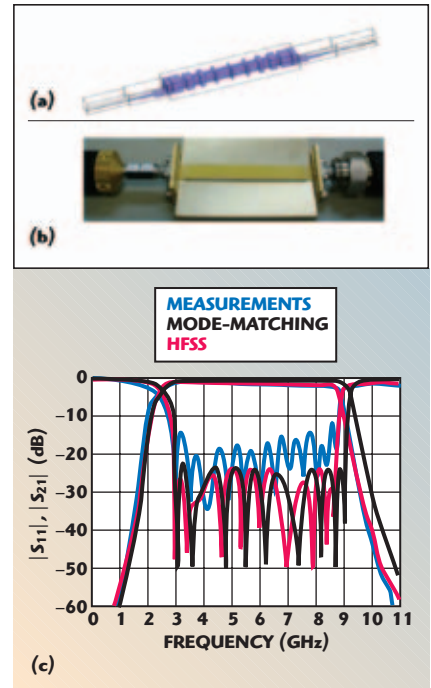 (a)
(b)
MEASUREMENTS
MODE-MATCHING
HFSS
0
−10
−20
−30
−40
−50
−60
|S11|, |S21| (dB)
0 1 2 3 4 5 6 7 8 9 10 11
FREQUENCY (GHz)
(c)